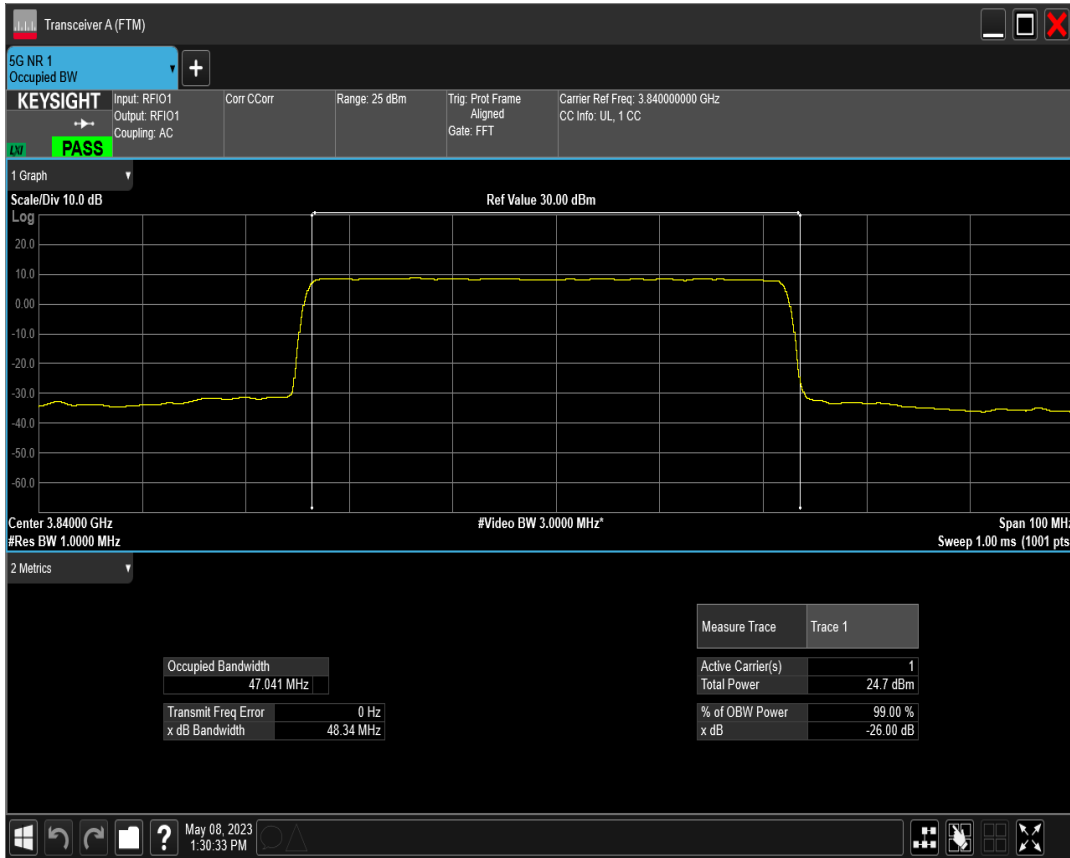 Transceiver A (FTM)
5G NR 1
Occupied BW
+
KEYSIGHT
LXI
PASS
Input: RFIO1
Output: RFIO1
Coupling: AC
Corr CCorr
Range: 25 dBm
Trig: Prot Frame
Aligned
Gate: FFT
Carrier Ref Freq: 3.840000000 GHz
CC Info: UL, 1 CC
1 Graph
Scale/Div 10.0 dB
Ref Value 30.00 dBm
Log
20.0
10.0
0.00
-10.0
-20.0
-30.0
-40.0
-50.0
-60.0
Center 3.84000 GHz
#Video BW 3.0000 MHz*
Span 100 MHz
#Res BW 1.0000 MHz
Sweep 1.00 ms (1001 pts
2 Metrics
Measure Trace Trace 1
Occupied Bandwidth
47.041 MHz
Active Carrier(s) 1
Total Power 24.7 dBm
Transmit Freq Error 0 Hz
x dB Bandwidth 48.34 MHz
% of OBW Power 99.00 %
x dB -26.00 dB
?
May 08, 2023
1:30:33 PM